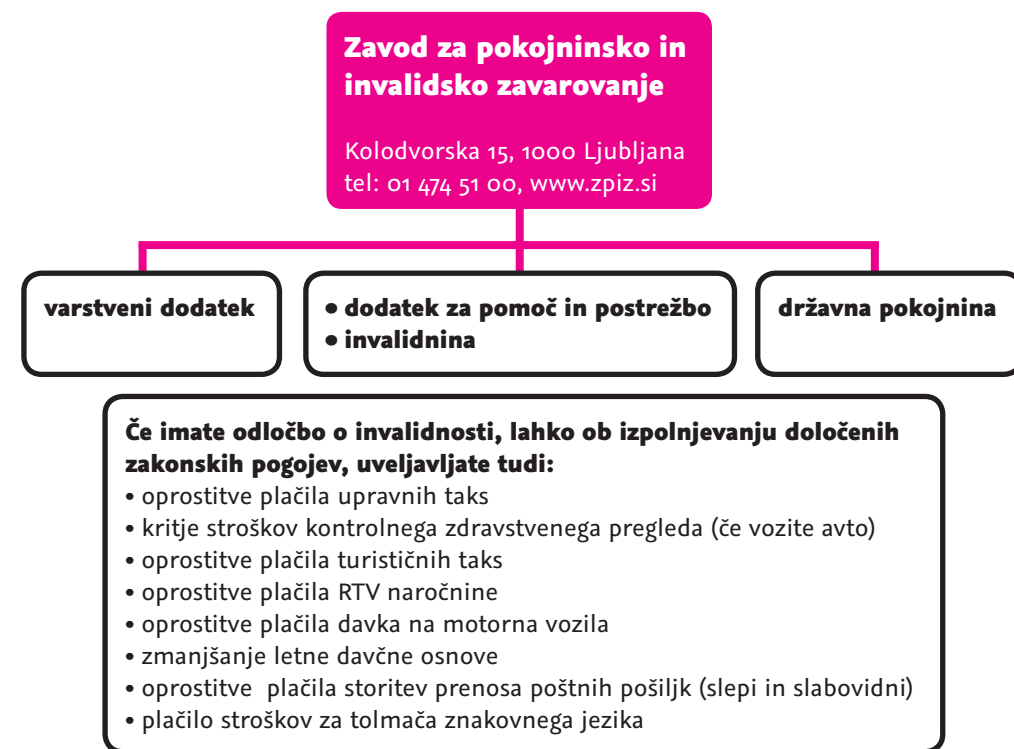 Zavod za pokojninsko in
invalidsko zavarovanje
Kolodvorska 15, 1000 Ljubljana
tel: 01 474 51 00, www.zpiz.si
varstveni dodatek
• dodatek za pomoč in postrežbo
• invalidnina
državna pokojnina
Če imate odločbo o invalidnosti, lahko ob izpolnjevanju določenih
zakonskih pogojev, uveljavljate tudi:
• oprostitve plačila upravnih taks
• kritje stroškov kontrolnega zdravstvenega pregleda (če vozite avto)
• oprostitve plačila turističnih taks
• oprostitve plačila RTV naročnine
• oprostitve plačila davka na motorna vozila
• zmanjšanje letne davčne osnove
• oprostitve  plačila storitev prenosa poštnih pošiljk (slepi in slabovidni)
• plačilo stroškov za tolmača znakovnega jezika